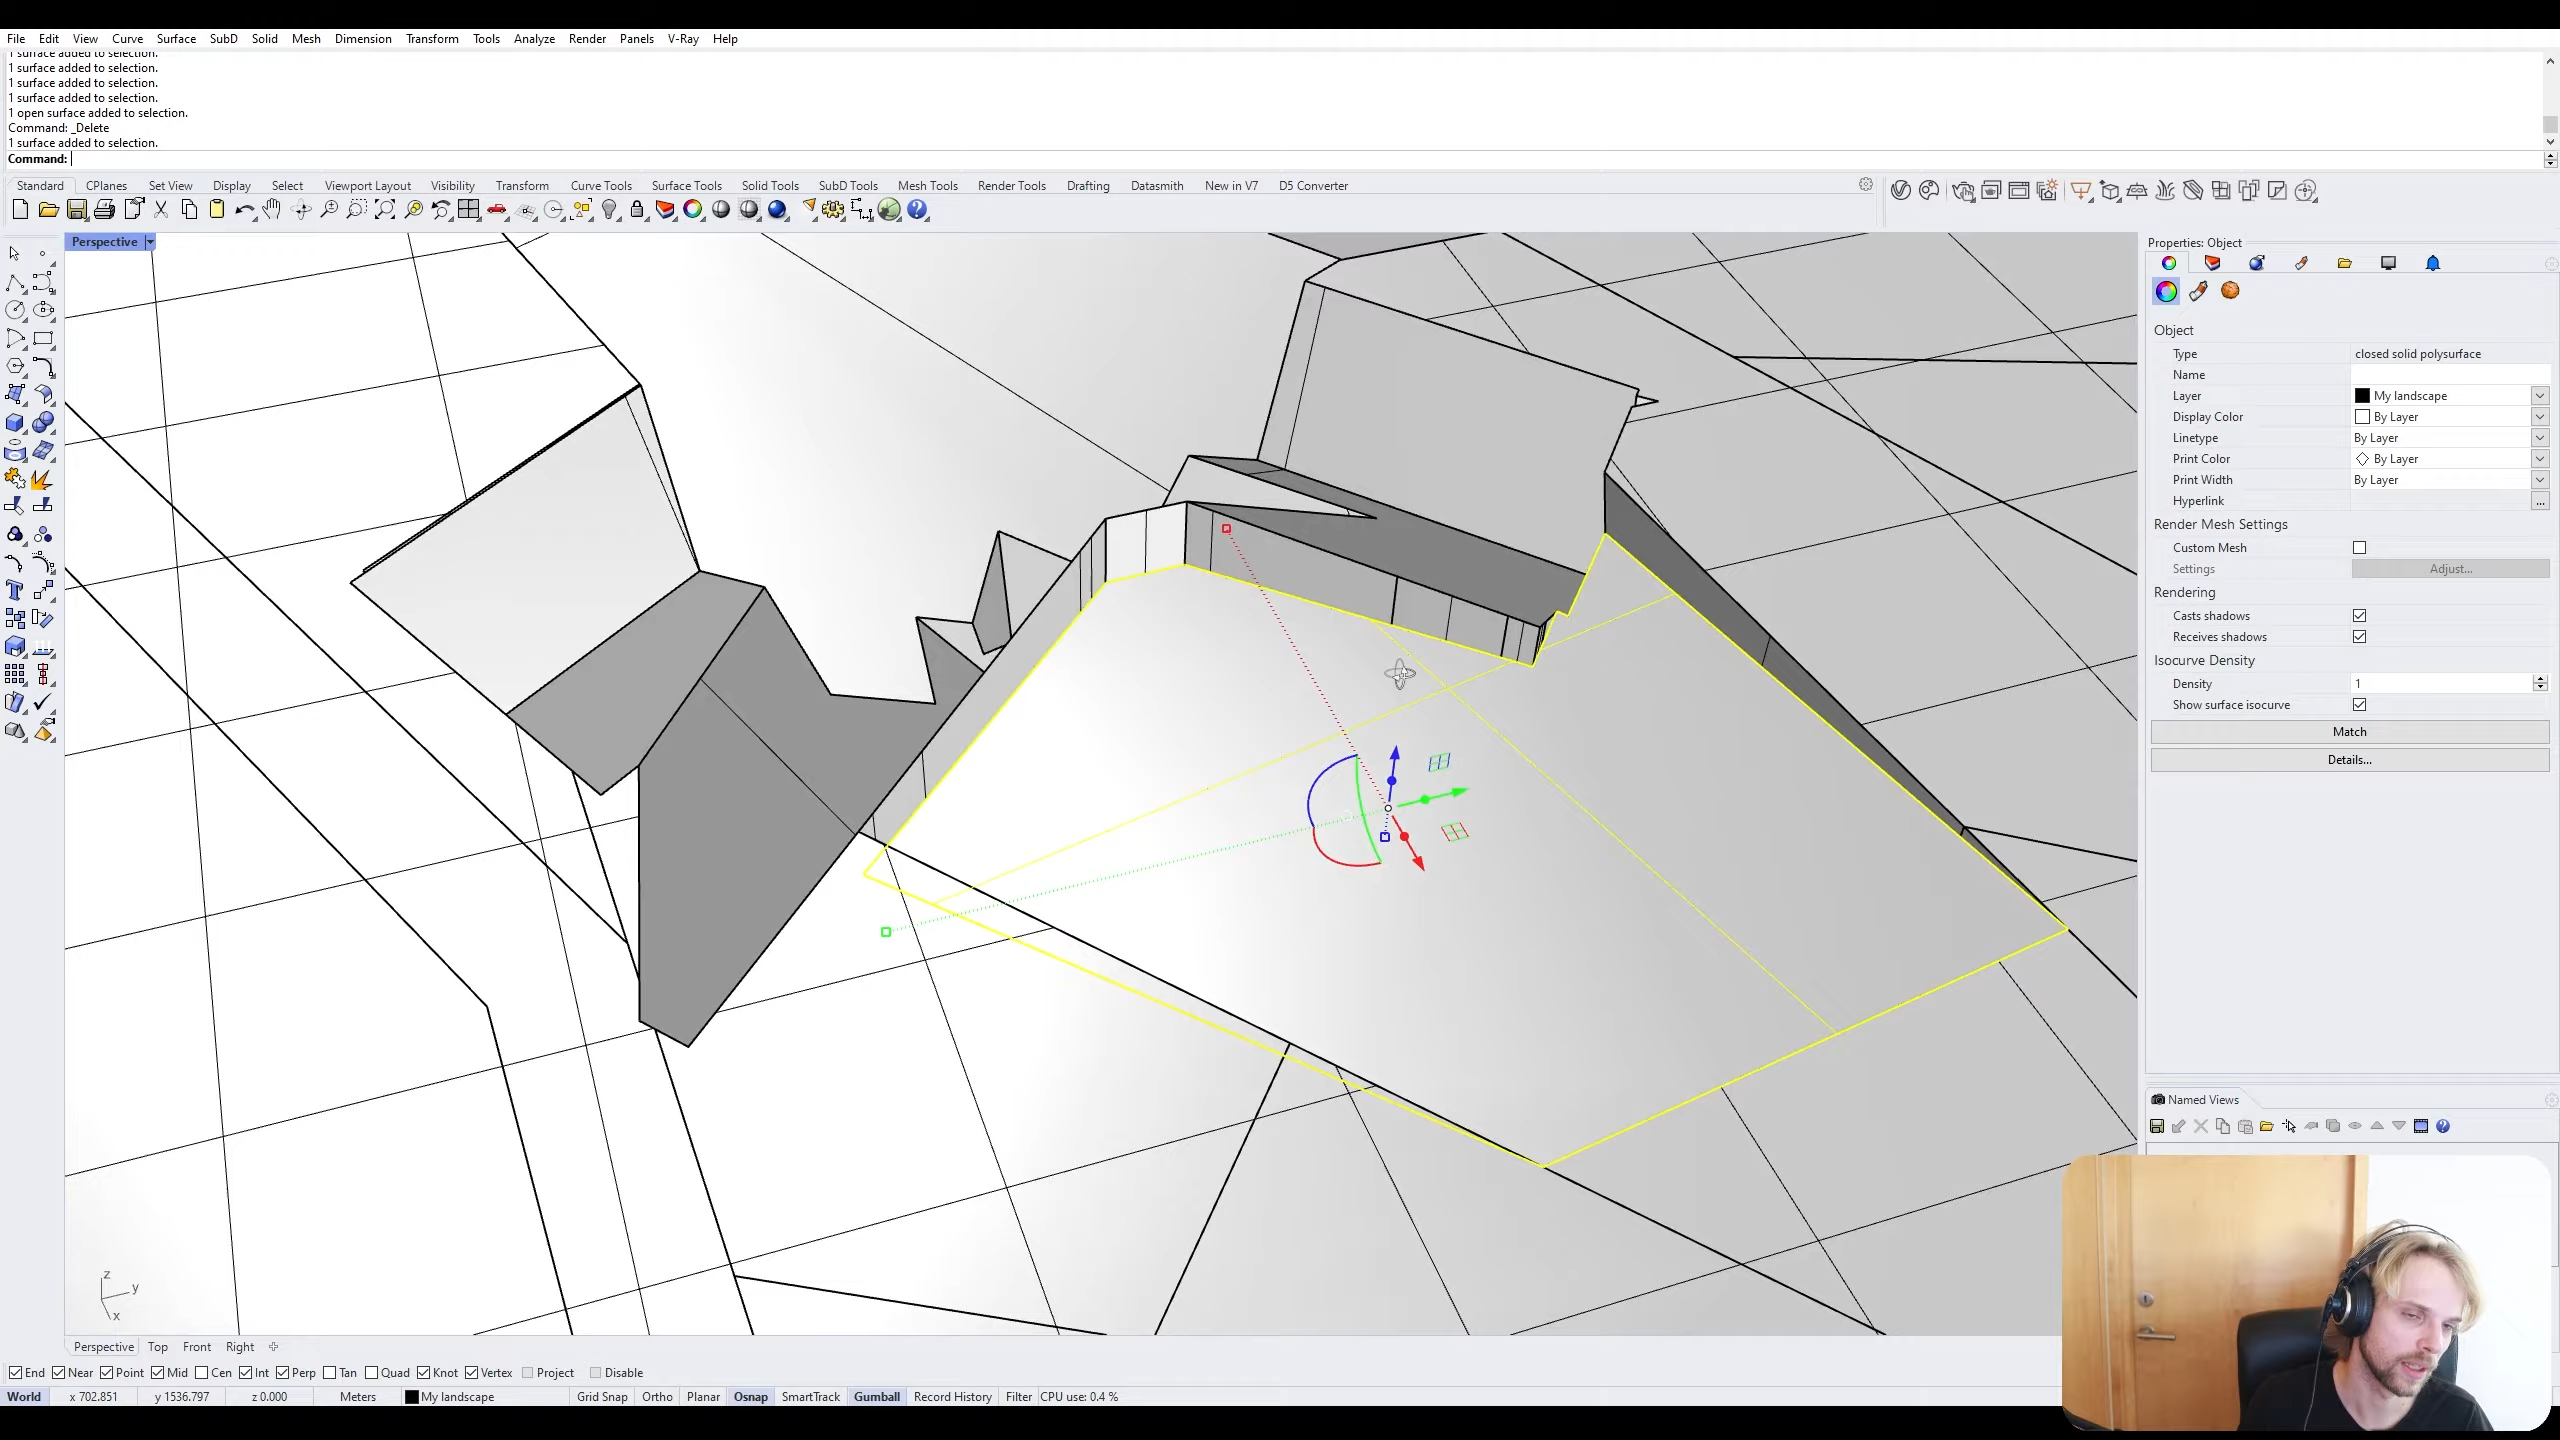 File Edit View Curve Surface SubD Solid Mesh Dimension Transform Tools Analyze Render Panels V-Ray Help
1 surface added to selection.
1 surface added to selection.
1 surface added to selection.
1 surface added to selection.
1 open surface added to selection.
Command: _Delete
1 surface added to selection.
Command:
Standard CPlanes Set View Display Select Viewport Layout Visibility Transform Curve Tools Surface Tools Solid Tools SubD Tools Mesh Tools Render Tools Drafting Datasmith New in V7 D5 Converter
Perspective
Properties: Object
Object
Type closed solid polysurface
Name
Layer My landscape
Display Color By Layer
Linetype By Layer
Print Color By Layer
Print Width By Layer
Hyperlink ...
Render Mesh Settings
Custom Mesh
Settings Adjust...
Rendering
Casts shadows
Receives shadows
Isocurve Density
Density 1
Show surface isocurve
Match
Details...
Named Views
z
y
x
Perspective Top Front Right
End Near Point Mid Cen Int Perp Tan Quad Knot Vertex Project Disable
World x 702.851 y 1536.797 z 0.000 Meters My landscape Grid Snap Ortho Planar Osnap SmartTrack Gumball Record History Filter CPU use: 0.4 %